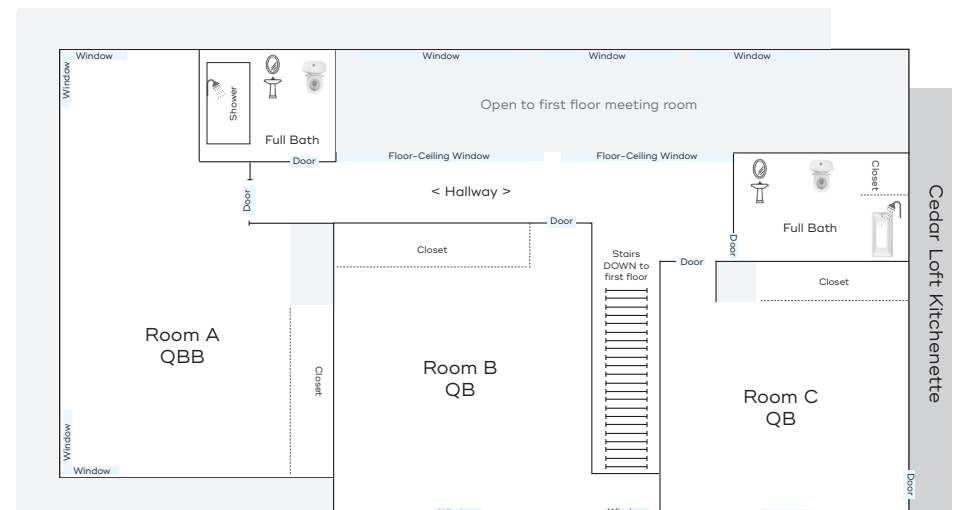 Window
Window
Window
Window
Window
Window
Shower
Full Bath
Open to first floor meeting room
Door
Floor-Ceiling Window
Floor-Ceiling Window
Closet
Door
< Hallway >
Door
Full Bath
Door
Closet
Stairs
DOWN to
first floor
Door
Closet
Cedar Loft Kitchenette
Room A
QBB
Closet
Room B
QB
Room C
QB
Window
Window
Door
Window